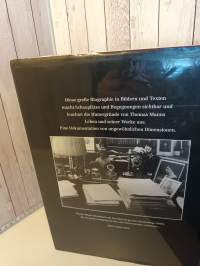 Diese große Biographie in Bildern und Texten
macht Schauplätze und Begegnungen sichtbar und
leuchtet die Hintergründe von Thomas Manns
Leben und seiner Werke aus.
Eine Dokumentation von ungewöhnlichen Dimensionen.